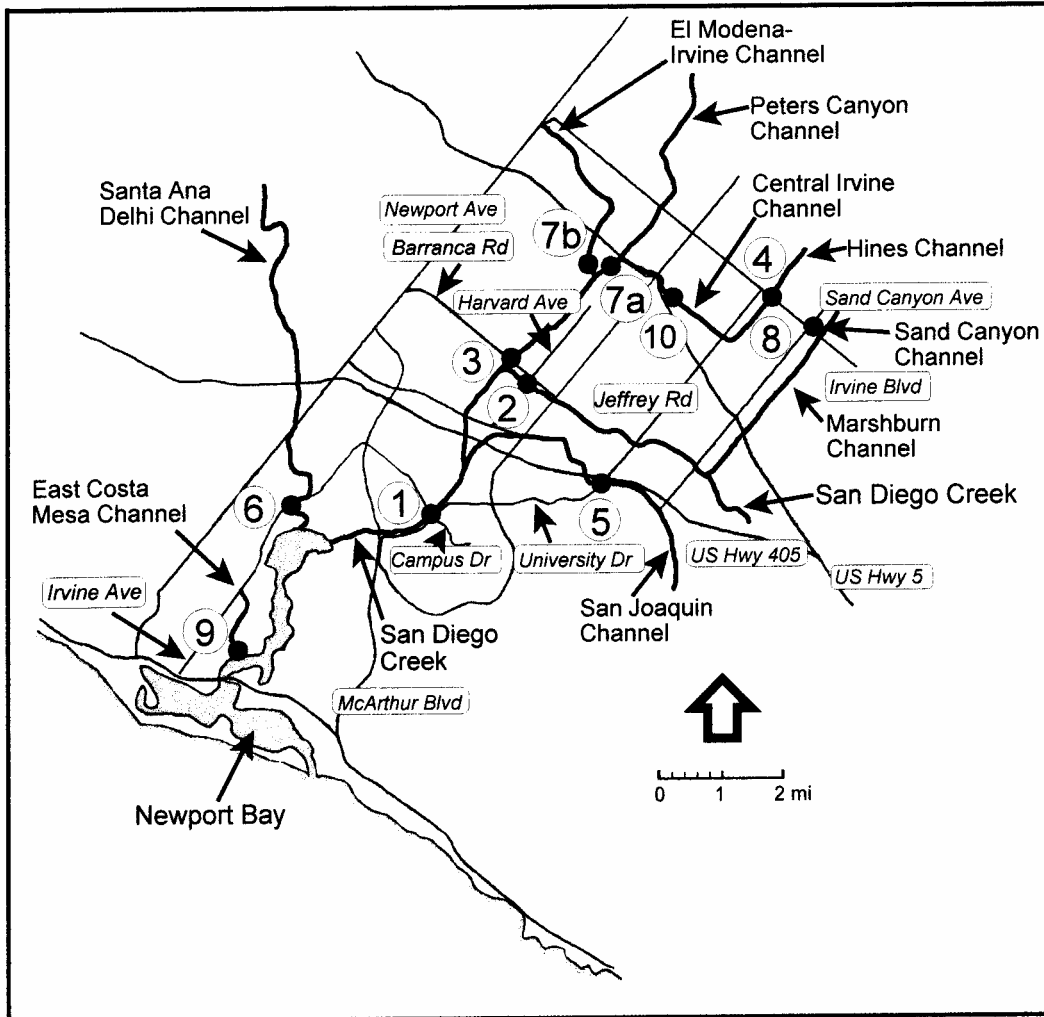 El Modena-
Irvine Channel
Peters Canyon
Channel
Central Irvine
Channel
Santa Ana
Delhi Channel
Newport Ave
Barranca Rd
7b
4
Hines Channel
Harvard Ave
7a
Sand Canyon Ave
10
8
Sand Canyon
Channel
3
Irvine Blvd
2
Jeffrey Rd
Marshburn
Channel
East Costa
Mesa Channel
6
1
5
San Diego Creek
Campus Dr
University Dr
US Hwy 405
US Hwy 5
Irvine Ave
9
San Diego
Creek
San Joaquin
Channel
McArthur Blvd
0 1 2 mi
Newport Bay